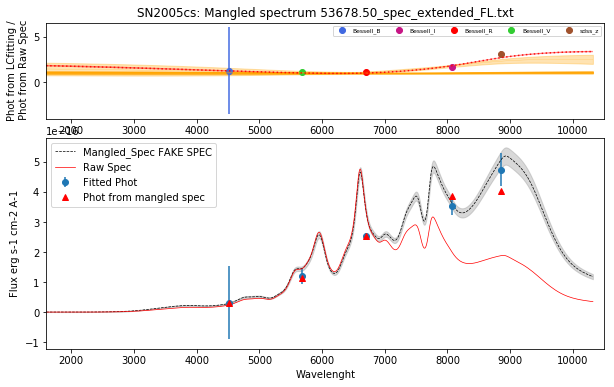 SN2005cs: Mangled spectrum 53678.50_spec_extended_FL.txt
Phot from LCfitting /
Phot from Raw Spec
5
0
Bessell_B
Bessell_I
Bessell_R
Bessell_V
sdss_z
2000 3000 4000 5000 6000 7000 8000 9000 10000
1e−16
Flux erg s-1 cm-2 A-1
5
4
3
2
1
0
−1
Mangled_Spec FAKE SPEC
Raw Spec
Fitted Phot
Phot from mangled spec
2000 3000 4000 5000 6000 7000 8000 9000 10000
Wavelenght